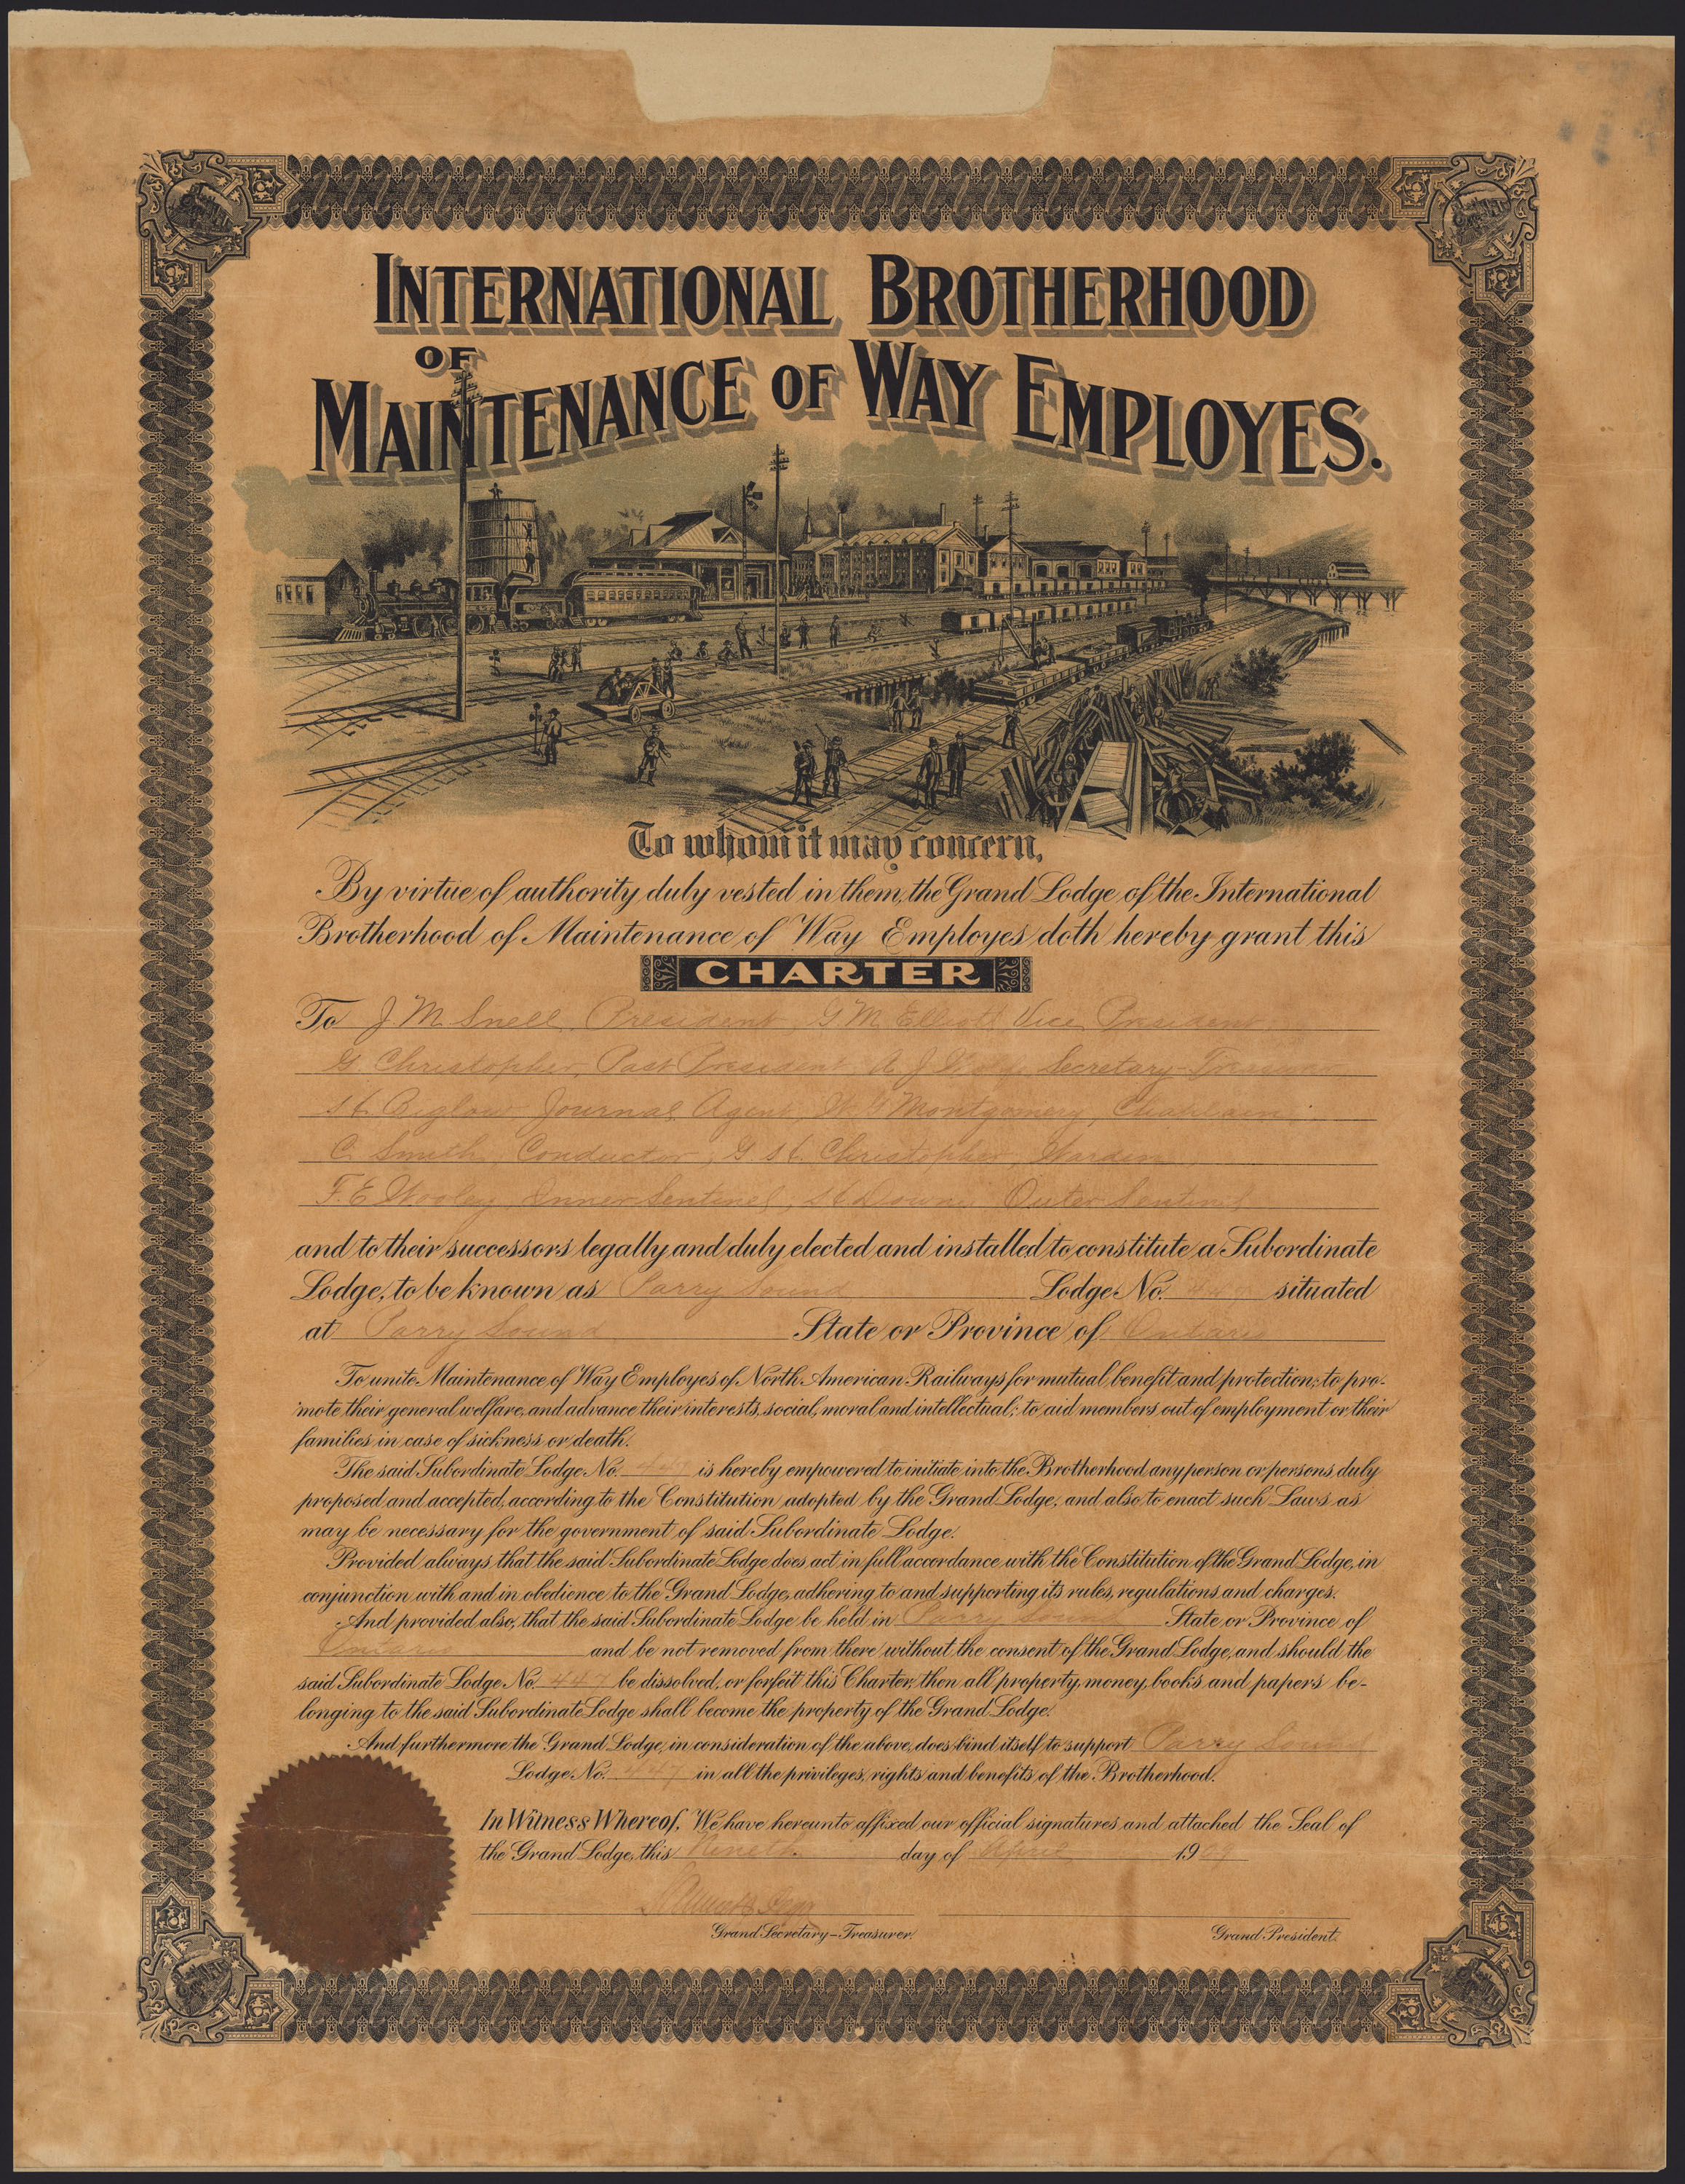 INTERNATIONAL BROTHERHOOD
OF
MAINTENANCE OF WAY EMPLOYES.
To whom it may concern,
By virtue of authority duly vested in them, the Grand Lodge of the International
Brotherhood of Maintenance of Way Employes doth hereby grant this
CHARTER
To J. M. Snell, President G M Elliott Vice President
G Christopher, Past President, A J Secretary-Treasurer
Journal Agent, Montgomery, Chaplain
C. Smith, Conductor, G H. Christopher, Warden
F. E. Wooley Inner Sentinel, Outer Sentinel
and to their successors legally and duly elected and installed to constitute a Subordinate
Lodge, to be known as Parry Sound Lodge No. 447 situated
at Parry Sound State or Province of Ontario
To unite Maintenance of Way Employes of North American Railways for mutual benefit and protection; to pro-
mote their general welfare, and advance their interests, social, moral and intellectual; to aid members out of employment or their
families in case of sickness or death.
The said Subordinate Lodge No. 447 is hereby empowered to initiate into the Brotherhood any person or persons duly
proposed and accepted, according to the Constitution adopted by the Grand Lodge, and also to enact such Laws as
may be necessary for the government of said Subordinate Lodge.
Provided always, that the said Subordinate Lodge does act in full accordance with the Constitution of the Grand Lodge, in
conjunction with and in obedience to the Grand Lodge, adhering to and supporting its rules, regulations and charges.
And provided also, that the said Subordinate Lodge be held in Parry Sound State or Province of
Ontario and be not removed from there without the consent of the Grand Lodge, and should the
said Subordinate Lodge No. 447 be dissolved, or forfeit this Charter, then all property, money, books and papers be-
longing to the said Subordinate Lodge shall become the property of the Grand Lodge.
And furthermore the Grand Lodge, in consideration of the above, does bind itself to support Parry Sound
Lodge No. 447 in all the privileges, rights and benefits of the Brotherhood.
In Witness Whereof, We have hereunto affixed our official signatures and attached the Seal of
the Grand Lodge, this Nineth day of April 190
Grand Secretary-Treasurer. Grand President.